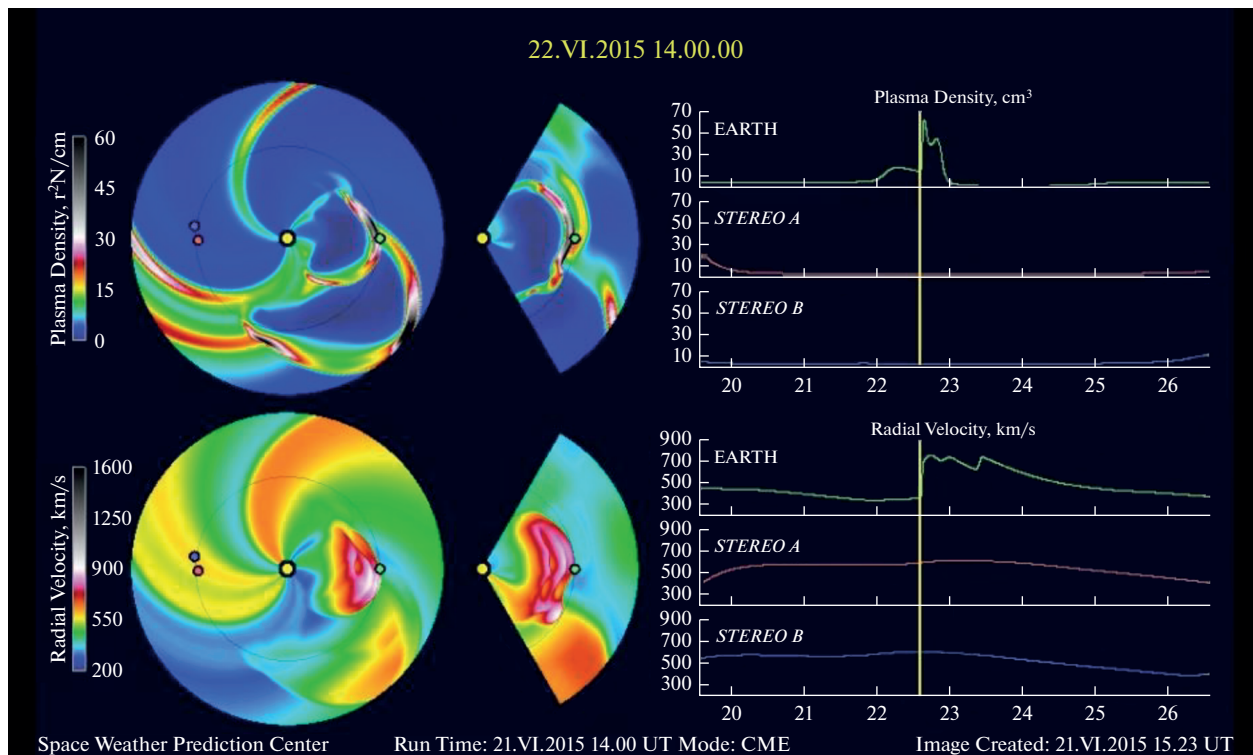 22.VI.2015 14.00.00
Plasma Density, r²N/cm
60
45
30
15
0
Plasma Density, cm³
EARTH
70
50
30
10
STEREO A
70
50
30
10
STEREO B
70
50
30
10
20 21 22 23 24 25 26
Radial Velocity, km/s
1600
1250
900
550
200
Radial Velocity, km/s
EARTH
900
700
500
300
STEREO A
900
700
500
300
STEREO B
900
700
500
300
20 21 22 23 24 25 26
Space Weather Prediction Center Run Time: 21.VI.2015 14.00 UT Mode: CME Image Created: 21.VI.2015 15.23 UT